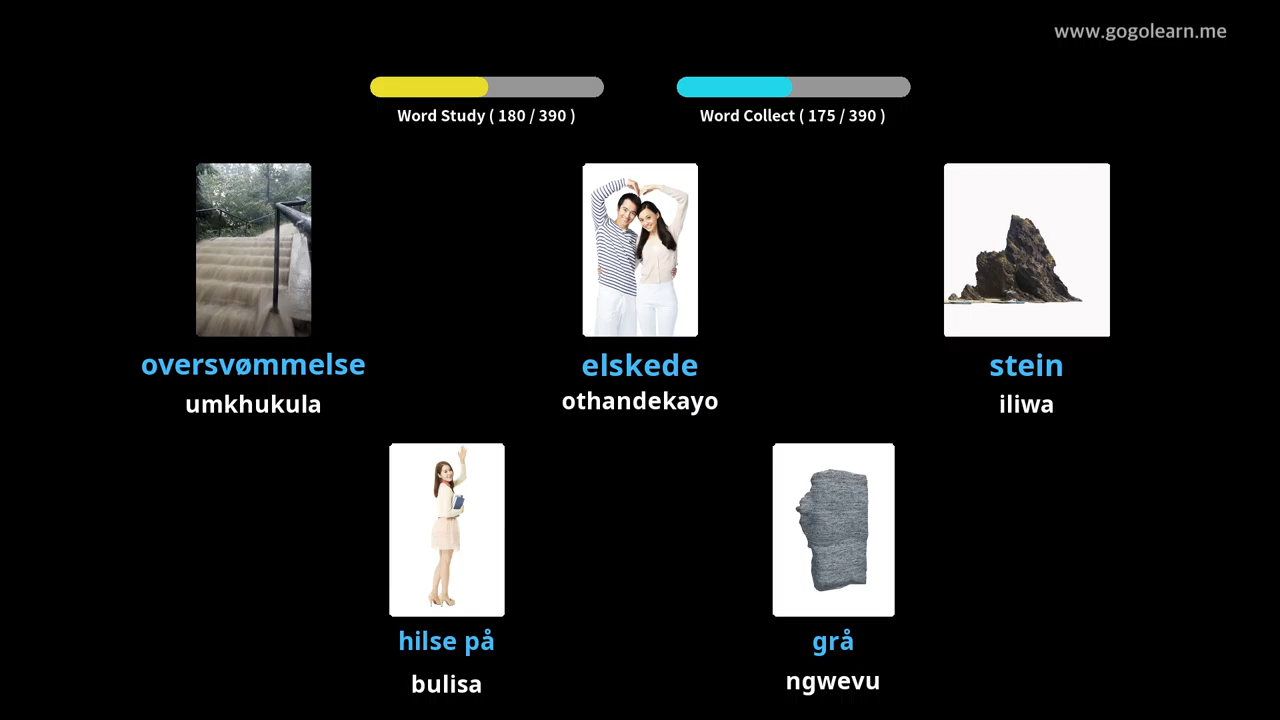 www.gogolearn.me
Word Study ( 180 / 390 )
Word Collect ( 175 / 390 )
oversvømmelse
umkhukula
elskede
othandekayo
stein
iliwa
hilse på
bulisa
grå
ngwevu